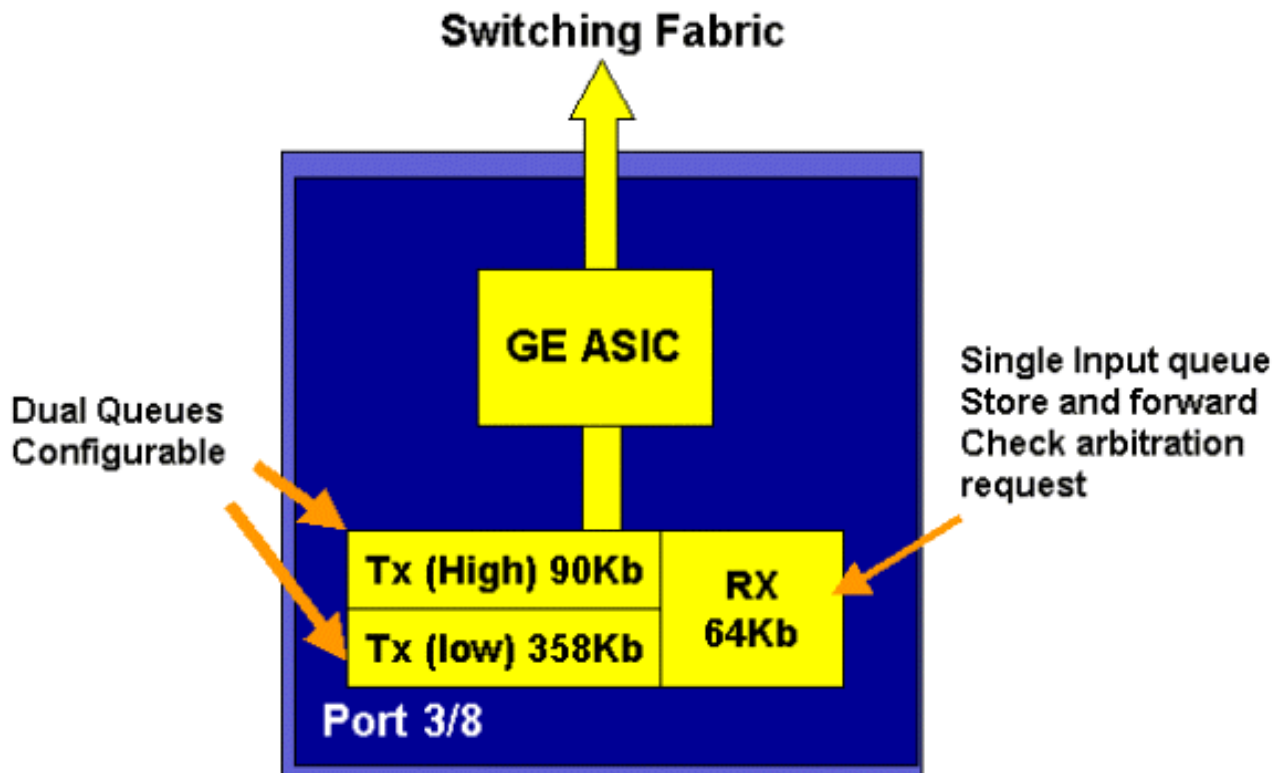 Switching Fabric
GE ASIC
Dual Queues
Configurable
Single Input queue
Store and forward
Check arbitration
request
Tx (High) 90Kb
Tx (low) 358Kb
RX
64Kb
Port 3/8